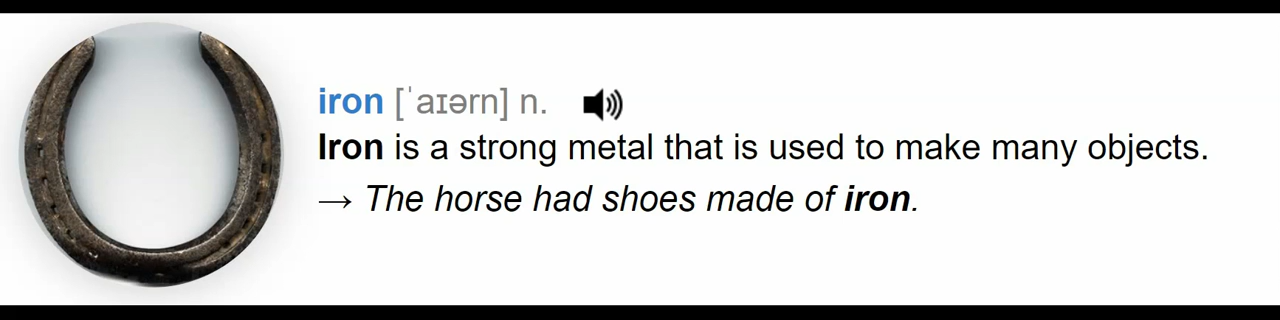 iron [ˈaɪərn] n.
Iron is a strong metal that is used to make many objects.
→ The horse had shoes made of iron.